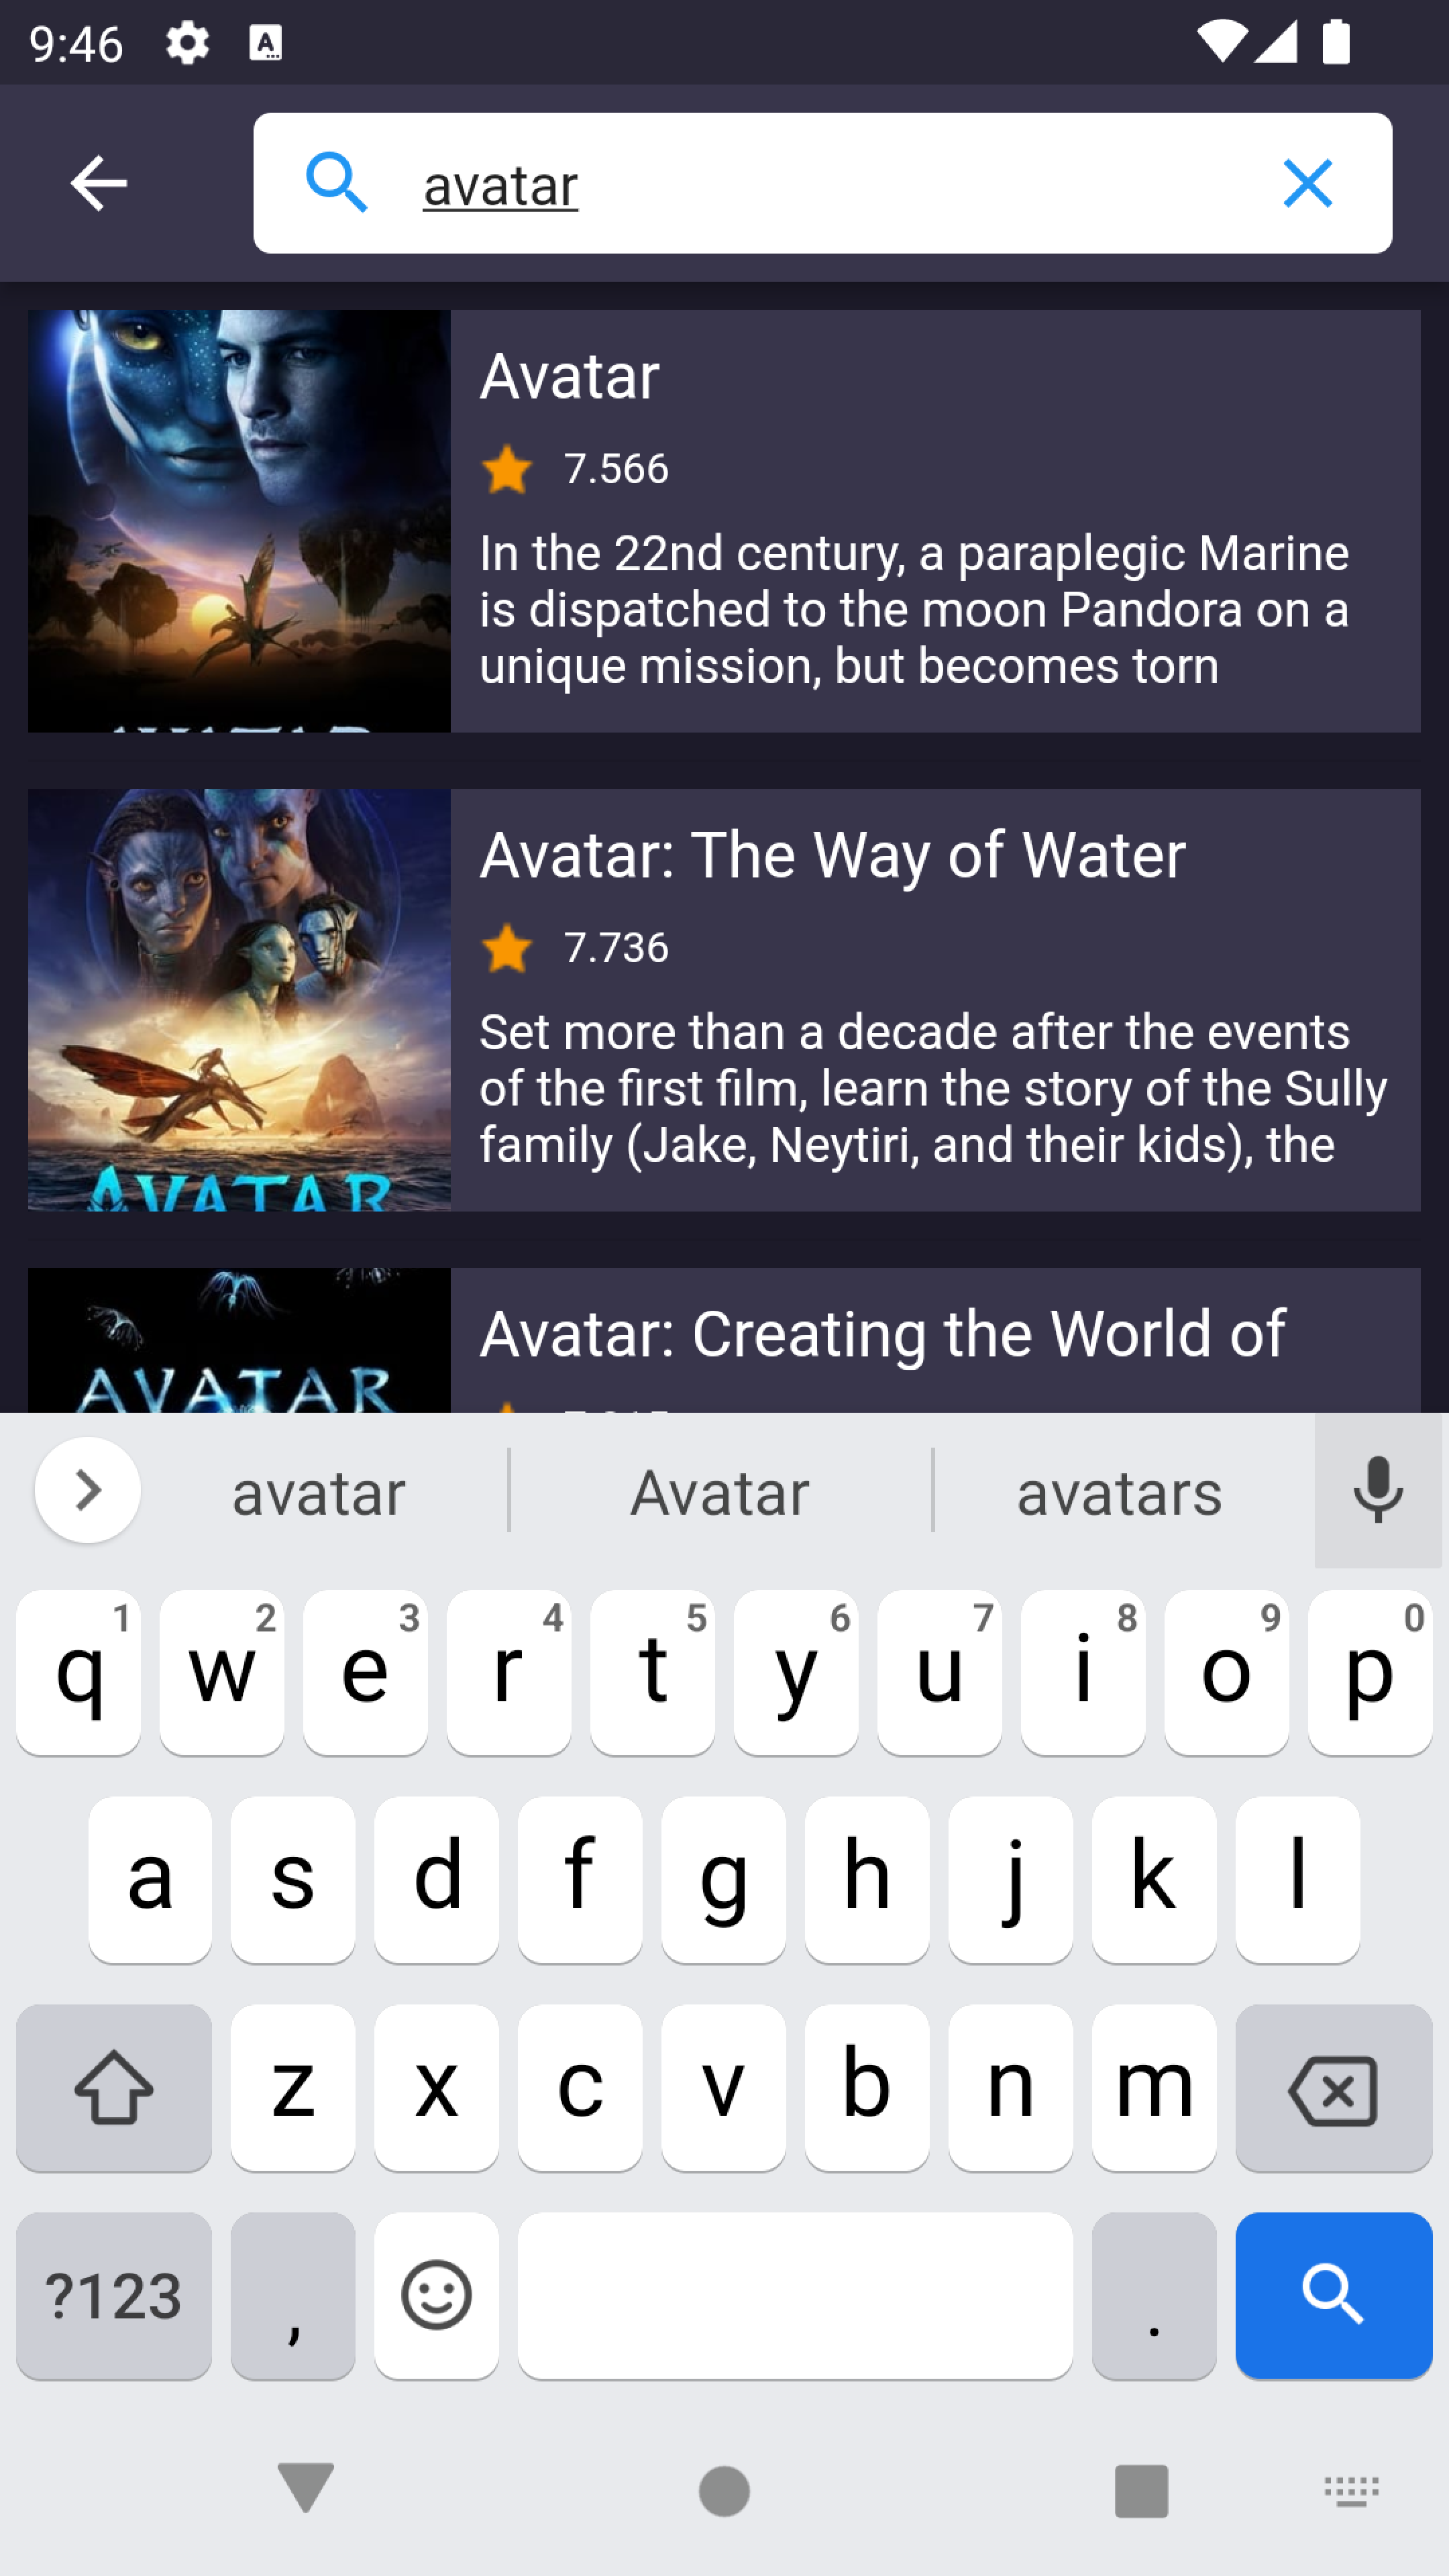 9:46
avatar
Avatar
7.566
In the 22nd century, a paraplegic Marine
is dispatched to the moon Pandora on a
unique mission, but becomes torn
Avatar: The Way of Water
7.736
Set more than a decade after the events
of the first film, learn the story of the Sully
family (Jake, Neytiri, and their kids), the
AVATAR
Avatar: Creating the World of
AVATAR
avatar Avatar avatars
1 2 3 4 5 6 7 8 9 0
q w e r t y u i o p
a s d f g h j k l
z x c v b n m
?123 , .